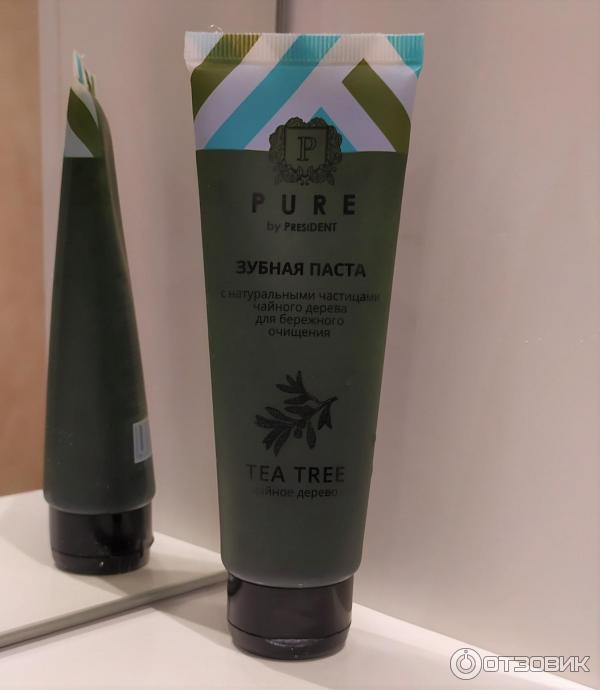 P
PURE
by PRESIDENT
ЗУБНАЯ ПАСТА
с натуральными частицами
чайного дерева
для бережного
очищения
TEA TREE
чайное дерево
ОТЗОВИК